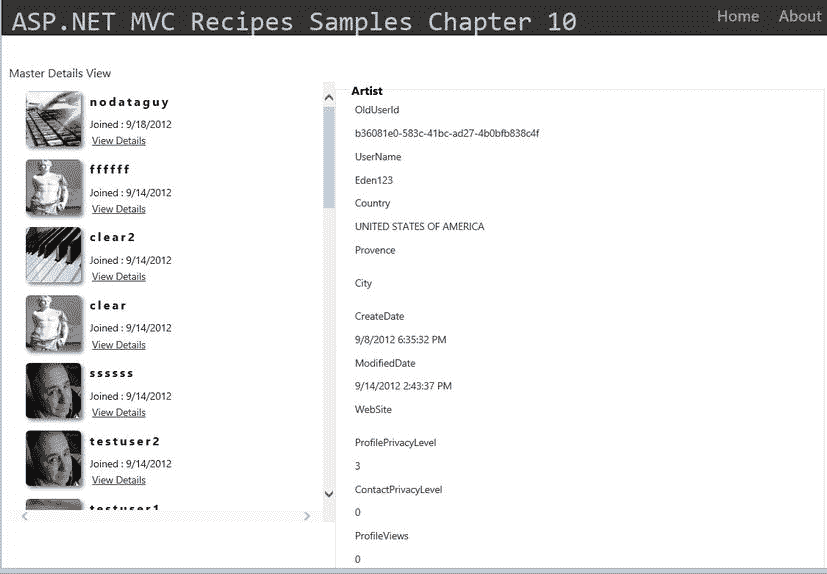 ASP.NET MVC Recipes Samples Chapter 10
Home About
Master Details View
nodataguy
Joined : 9/18/2012
View Details
ffffff
Joined : 9/14/2012
View Details
clear2
Joined : 9/14/2012
View Details
clear
Joined : 9/14/2012
View Details
ssssss
Joined : 9/14/2012
View Details
testuser2
Joined : 9/14/2012
View Details
testuser1
Artist
OldUserId
b36081e0-583c-41bc-ad27-4b0bfb838c4f
UserName
Eden123
Country
UNITED STATES OF AMERICA
Provence
City
CreateDate
9/8/2012 6:35:32 PM
ModifiedDate
9/14/2012 2:43:37 PM
WebSite
ProfilePrivacyLevel
3
ContactPrivacyLevel
0
ProfileViews
0